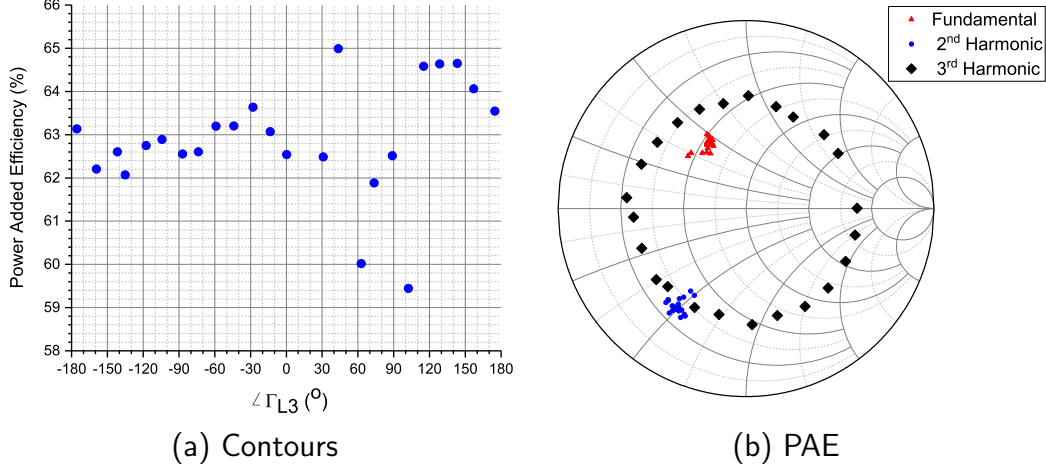 Power Added Efficiency (%)
66
65
64
63
62
61
60
59
58
-180 -150 -120 -90 -60 -30 0 30 60 90 120 150 180
∠ΓL3 (o)
(a) Contours
Fundamental
2nd Harmonic
3rd Harmonic
(b) PAE